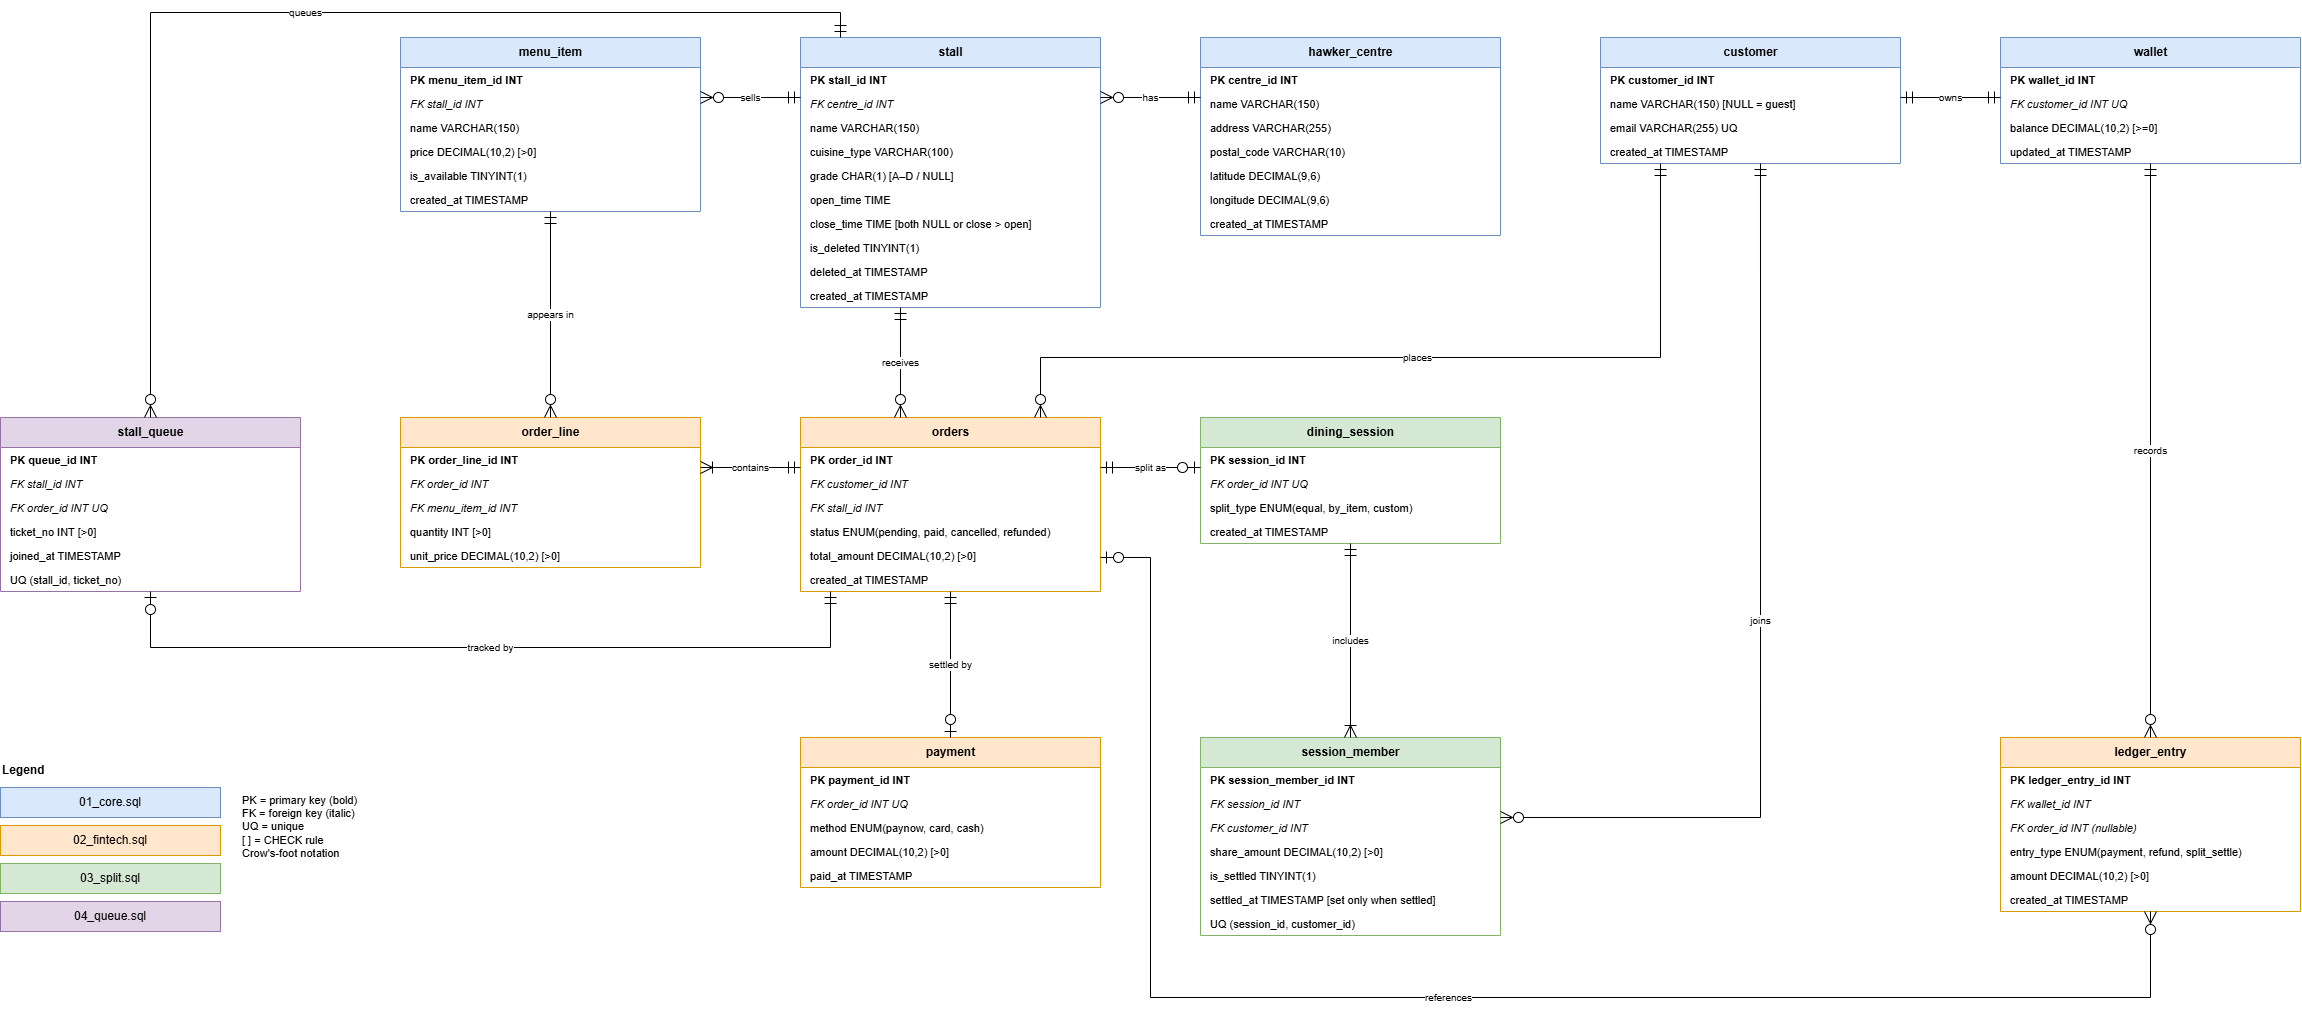 queues
menu_item
PK menu_item_id INT
FK stall_id INT
name VARCHAR(150)
price DECIMAL(10,2) [>0]
is_available TINYINT(1)
created_at TIMESTAMP
sells
stall
PK stall_id INT
FK centre_id INT
name VARCHAR(150)
cuisine_type VARCHAR(100)
grade CHAR(1) [A–D / NULL]
open_time TIME
close_time TIME [both NULL or close > open]
is_deleted TINYINT(1)
deleted_at TIMESTAMP
created_at TIMESTAMP
has
hawker_centre
PK centre_id INT
name VARCHAR(150)
address VARCHAR(255)
postal_code VARCHAR(10)
latitude DECIMAL(9,6)
longitude DECIMAL(9,6)
created_at TIMESTAMP
customer
PK customer_id INT
name VARCHAR(150) [NULL = guest]
email VARCHAR(255) UQ
created_at TIMESTAMP
owns
wallet
PK wallet_id INT
FK customer_id INT UQ
balance DECIMAL(10,2) [>=0]
updated_at TIMESTAMP
appears in
receives
places
records
stall_queue
PK queue_id INT
FK stall_id INT
FK order_id INT UQ
ticket_no INT [>0]
joined_at TIMESTAMP
UQ (stall_id, ticket_no)
order_line
PK order_line_id INT
FK order_id INT
FK menu_item_id INT
quantity INT [>0]
unit_price DECIMAL(10,2) [>0]
contains
orders
PK order_id INT
FK customer_id INT
FK stall_id INT
status ENUM(pending, paid, cancelled, refunded)
total_amount DECIMAL(10,2) [>0]
created_at TIMESTAMP
split as
dining_session
PK session_id INT
FK order_id INT UQ
split_type ENUM(equal, by_item, custom)
created_at TIMESTAMP
tracked by
settled by
includes
joins
payment
PK payment_id INT
FK order_id INT UQ
method ENUM(paynow, card, cash)
amount DECIMAL(10,2) [>0]
paid_at TIMESTAMP
session_member
PK session_member_id INT
FK session_id INT
FK customer_id INT
share_amount DECIMAL(10,2) [>0]
is_settled TINYINT(1)
settled_at TIMESTAMP [set only when settled]
UQ (session_id, customer_id)
ledger_entry
PK ledger_entry_id INT
FK wallet_id INT
FK order_id INT (nullable)
entry_type ENUM(payment, refund, split_settle)
amount DECIMAL(10,2) [>0]
created_at TIMESTAMP
references
Legend
01_core.sql
02_fintech.sql
03_split.sql
04_queue.sql
PK = primary key (bold)
FK = foreign key (italic)
UQ = unique
[ ] = CHECK rule
Crow's-foot notation